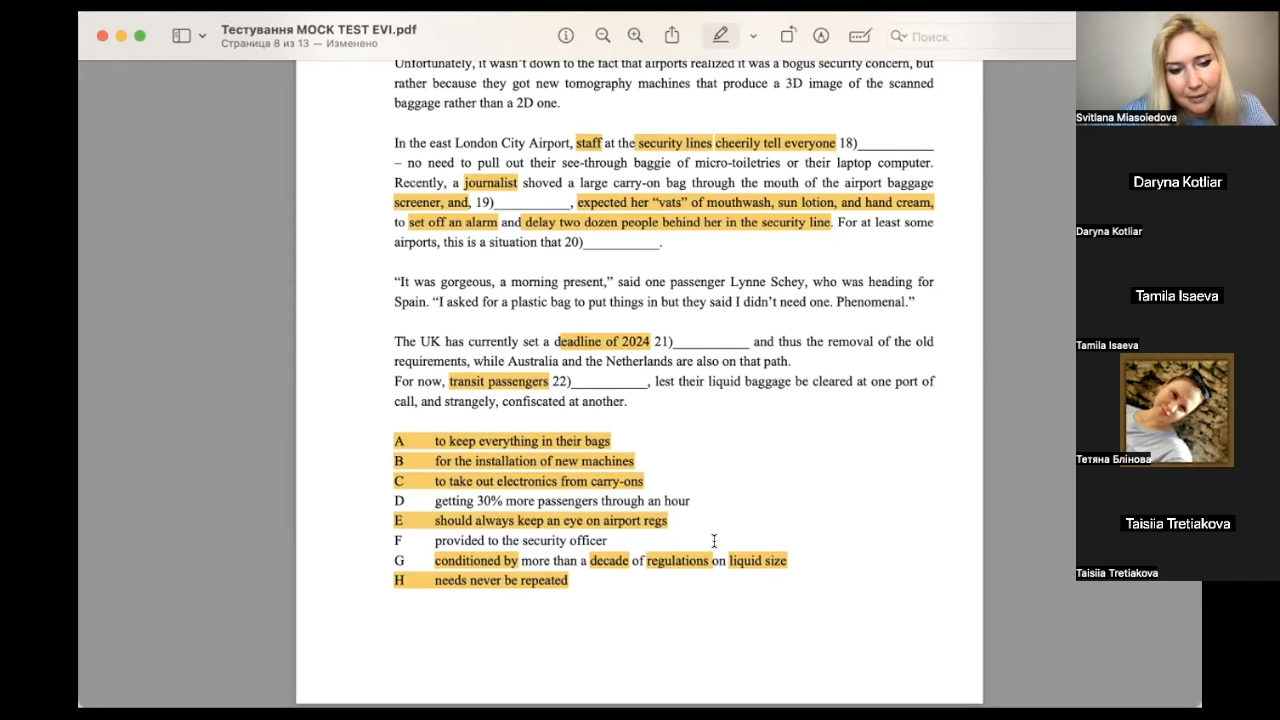 Тестування MOCK TEST EVI.pdf
Страница 8 из 13 — Изменено
Поиск
Unfortunately, it wasn't down to the fact that airports realized it was a bogus security concern, but
rather because they got new tomography machines that produce a 3D image of the scanned
baggage rather than a 2D one.
In the east London City Airport, staff at the security lines cheerily tell everyone 18)____________
– no need to pull out their see-through baggie of micro-toiletries or their laptop computer.
Recently, a journalist shoved a large carry-on bag through the mouth of the airport baggage
screener, and, 19)____________, expected her “vats” of mouthwash, sun lotion, and hand cream,
to set off an alarm and delay two dozen people behind her in the security line. For at least some
airports, this is a situation that 20)____________.
“It was gorgeous, a morning present,” said one passenger Lynne Schey, who was heading for
Spain. “I asked for a plastic bag to put things in but they said I didn’t need one. Phenomenal.”
The UK has currently set a deadline of 2024 21)____________ and thus the removal of the old
requirements, while Australia and the Netherlands are also on that path.
For now, transit passengers 22)____________, lest their liquid baggage be cleared at one port of
call, and strangely, confiscated at another.
A to keep everything in their bags
B for the installation of new machines
C to take out electronics from carry-ons
D getting 30% more passengers through an hour
E should always keep an eye on airport regs
F provided to the security officer
G conditioned by more than a decade of regulations on liquid size
H needs never be repeated
Svitlana Miasoiedova
Daryna Kotliar
Daryna Kotliar
Tamila Isaeva
Tamila Isaeva
Тетяна Блінова
Taisiia Tretiakova
Taisiia Tretiakova